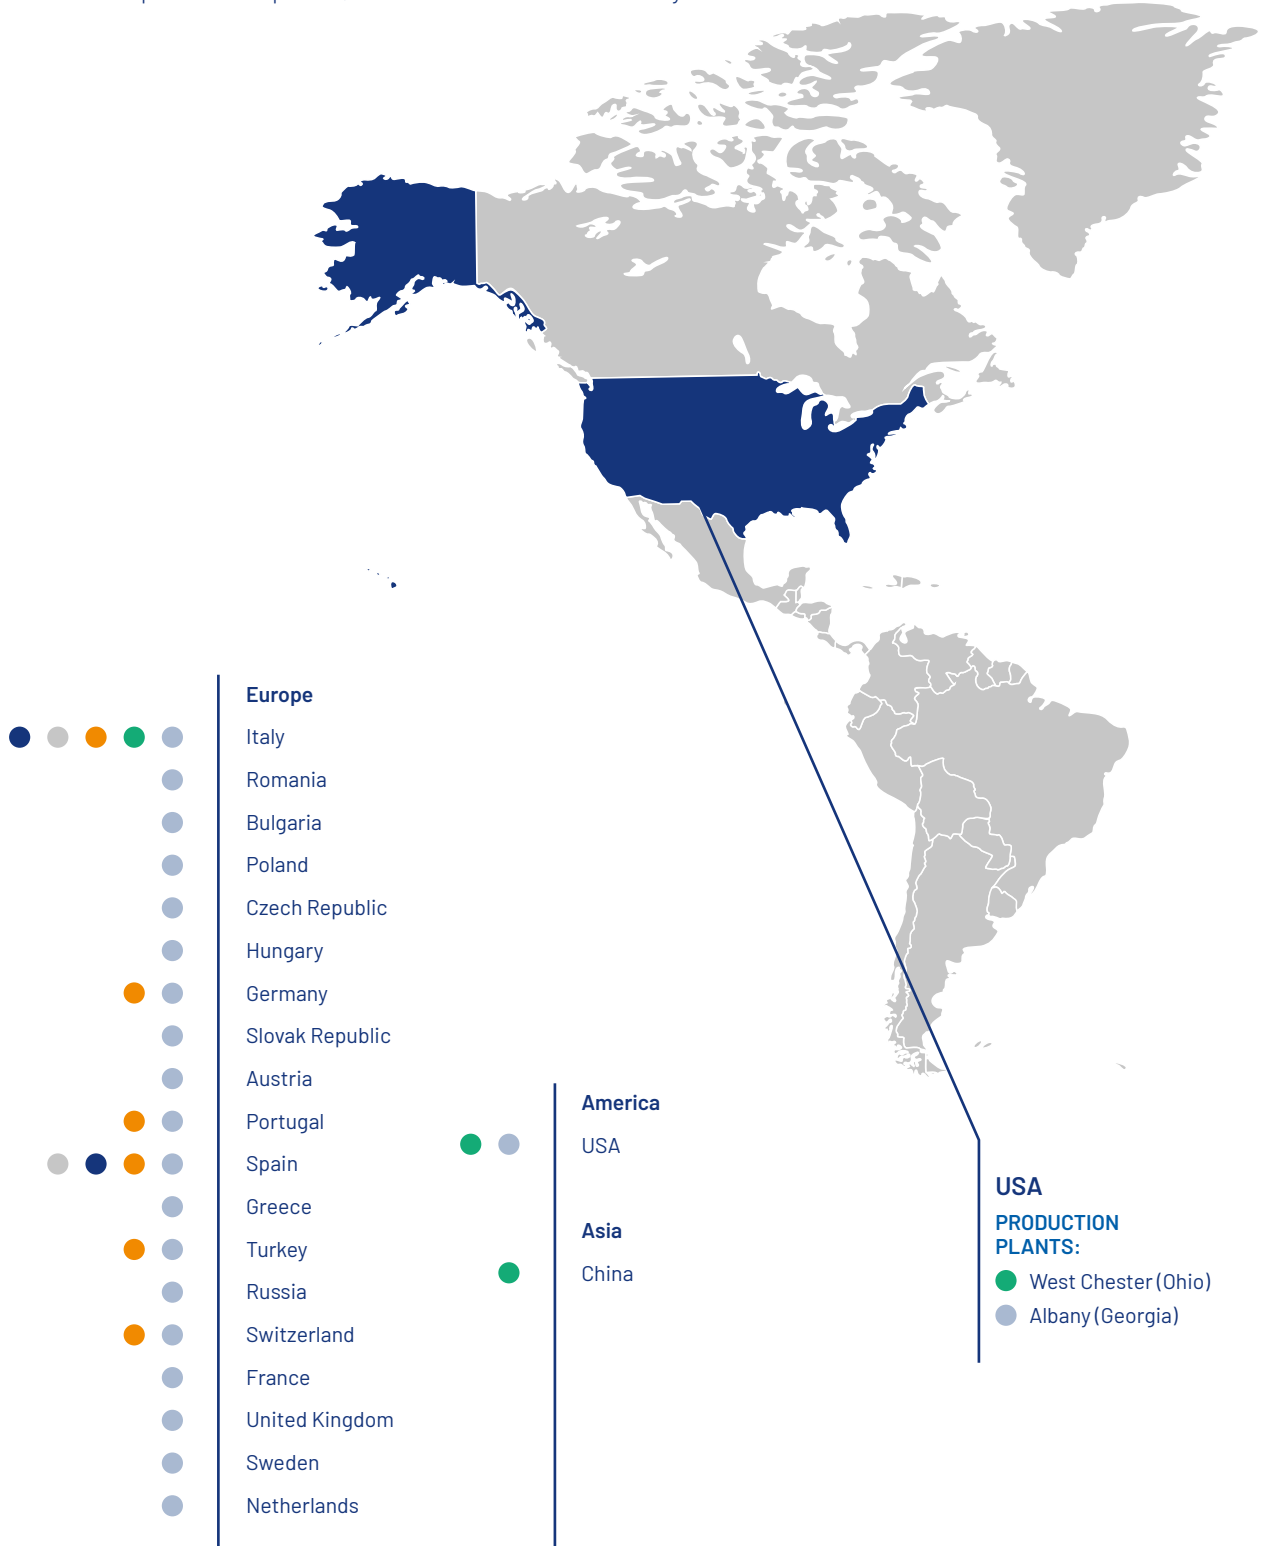 Europe
Italy
Romania
Bulgaria
Poland
Czech Republic
Hungary
Germany
Slovak Republic
Austria
Portugal
Spain
Greece
Turkey
Russia
Switzerland
France
United Kingdom
Sweden
Netherlands
America
USA
Asia
China
USA
PRODUCTION
PLANTS:
West Chester (Ohio)
Albany (Georgia)